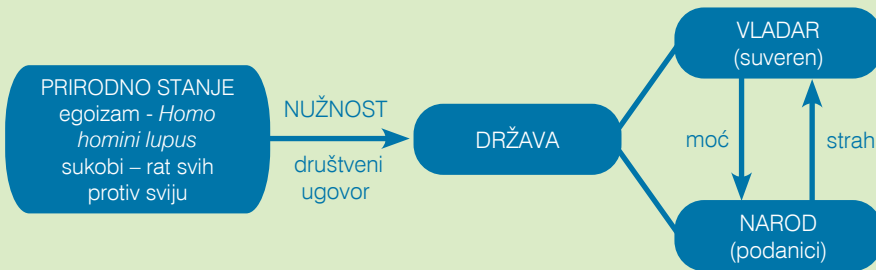 PRIRODNO STANJE
egoizam - Homo
homini lupus
sukobi – rat svih
protiv sviju
NUŽNOST
društveni
ugovor
DRŽAVA
VLADAR
(suveren)
moć
strah
NAROD
(podanici)